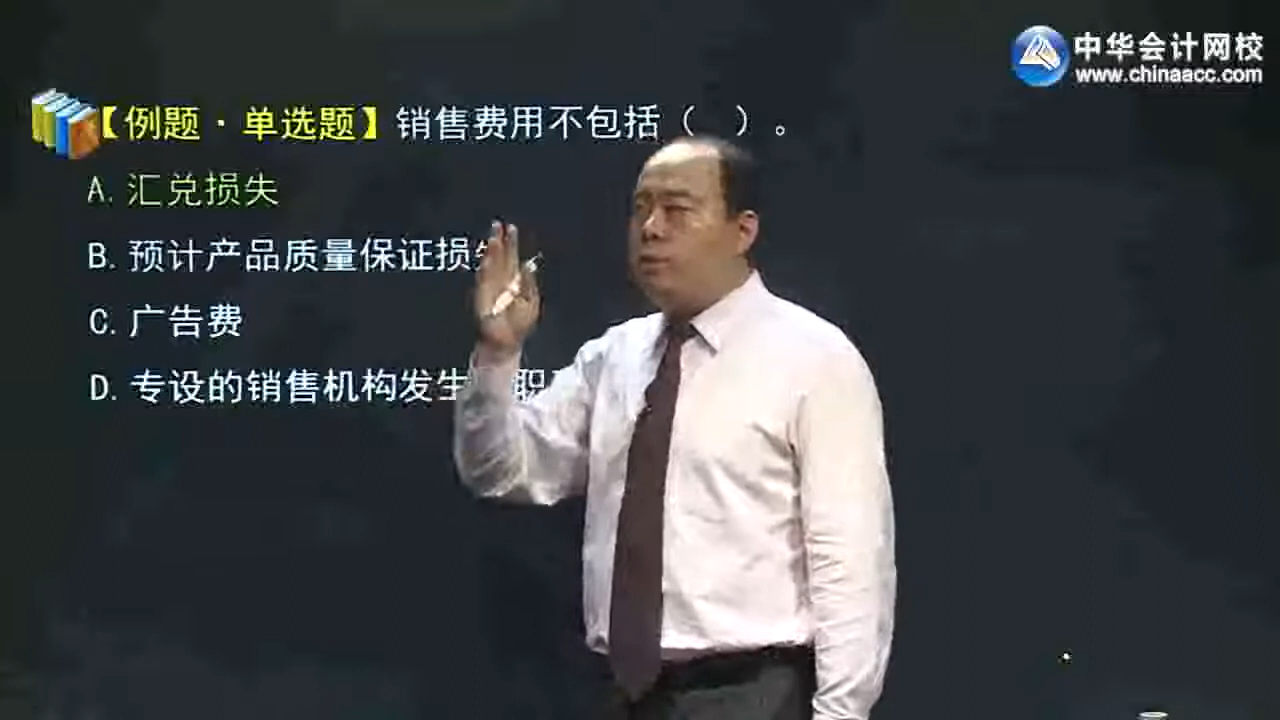 中华会计网校
www.chinaacc.com
【例题·单选题】销售费用不包括（ ）。
A. 汇兑损失
B. 预计产品质量保证损
C. 广告费
D. 专设的销售机构发生 职